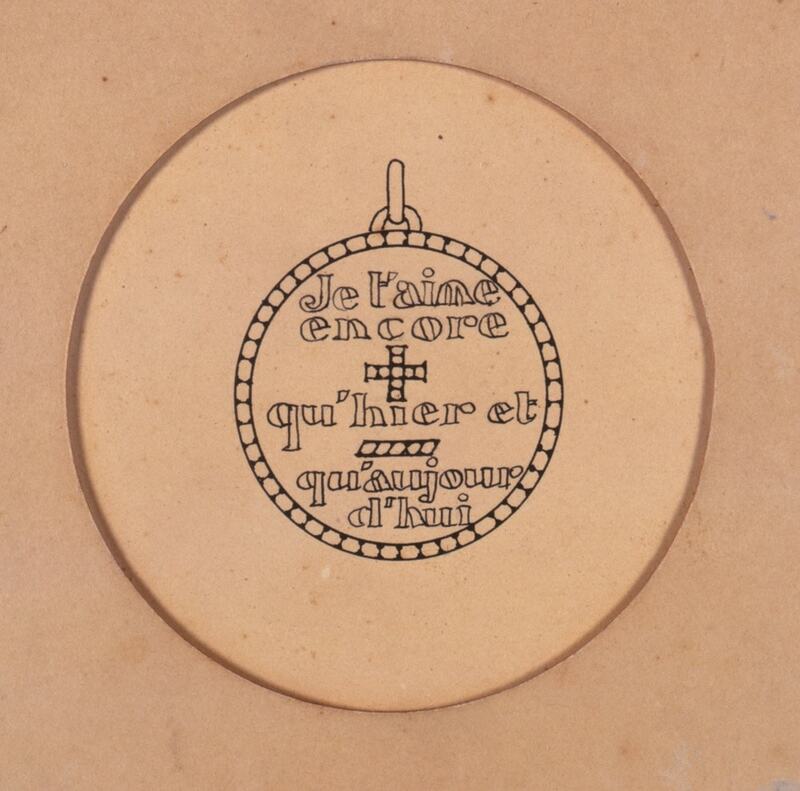 Je t'aime
encore
+
qu'hier et
-
qu'aujour
d'hui